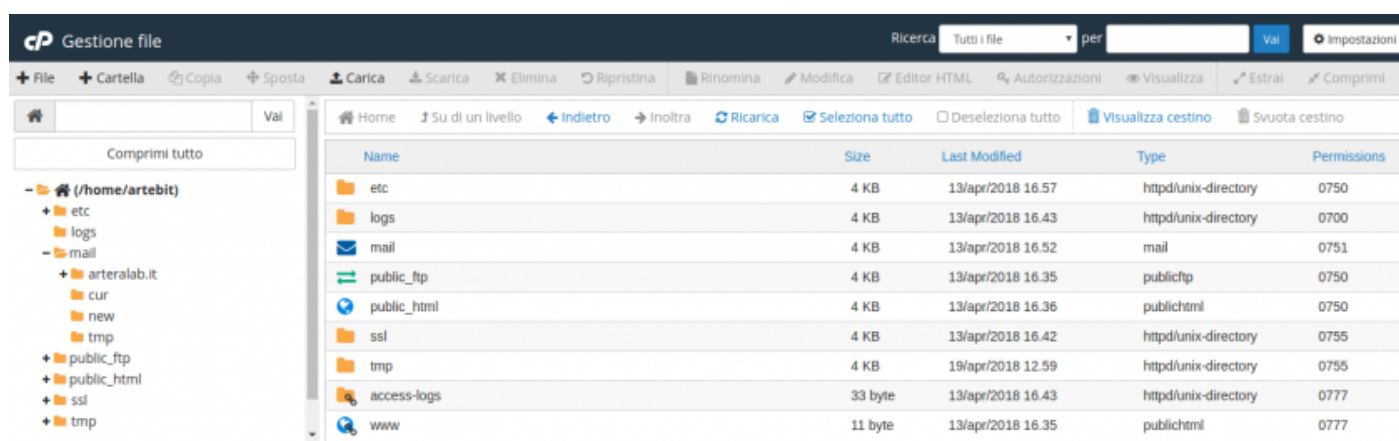 cP Gestione file Ricerca Tutti i file per Vai Impostazioni
File Cartella Copia Sposta Carica Scarica Elimina Ripristina Rinomina Modifica Editor HTML Autorizzazioni Visualizza Estrai Comprimi
Vai Home Su di un livello Indietro Inoltra Ricarica Seleziona tutto Deseleziona tutto Visualizza cestino Svuota cestino
Comprimi tutto
(/home/artebit)
etc
logs
mail
arteralab.it
cur
new
tmp
public_ftp
public_html
ssl
tmp
Name Size Last Modified Type Permissions
etc 4 KB 13/apr/2018 16.57 httpd/unix-directory 0750
logs 4 KB 13/apr/2018 16.43 httpd/unix-directory 0700
mail 4 KB 13/apr/2018 16.52 mail 0751
public_ftp 4 KB 13/apr/2018 16.35 publicftp 0750
public_html 4 KB 13/apr/2018 16.36 publichtml 0750
ssl 4 KB 13/apr/2018 16.42 httpd/unix-directory 0755
tmp 4 KB 19/apr/2018 12.59 httpd/unix-directory 0755
access-logs 33 byte 13/apr/2018 16.43 httpd/unix-directory 0777
www 11 byte 13/apr/2018 16.35 publichtml 0777